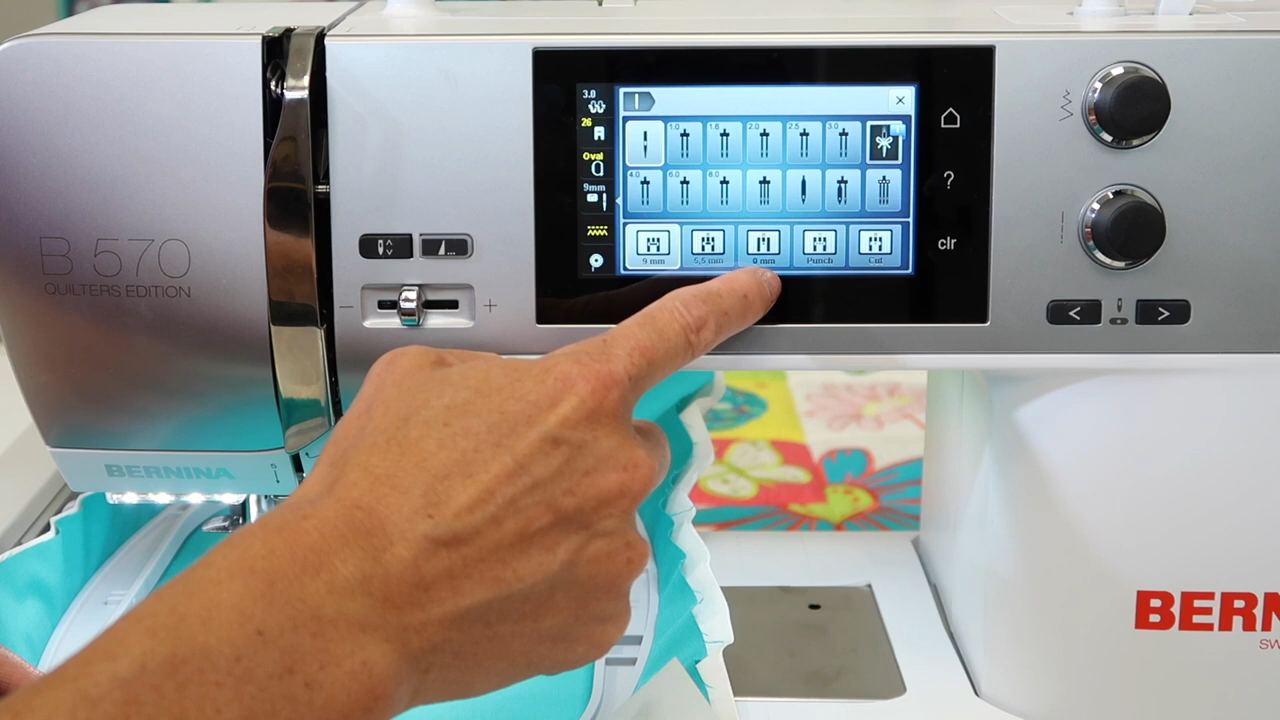 B 570
QUILTERS EDITION
BERNINA
3.0
26
Oval
9mm
1.0
1.6
2.0
2.5
3.0
4.0
6.0
8.0
9 mm
5,5 mm
0 mm
Punch
Cut
?
clr
BERN
SW